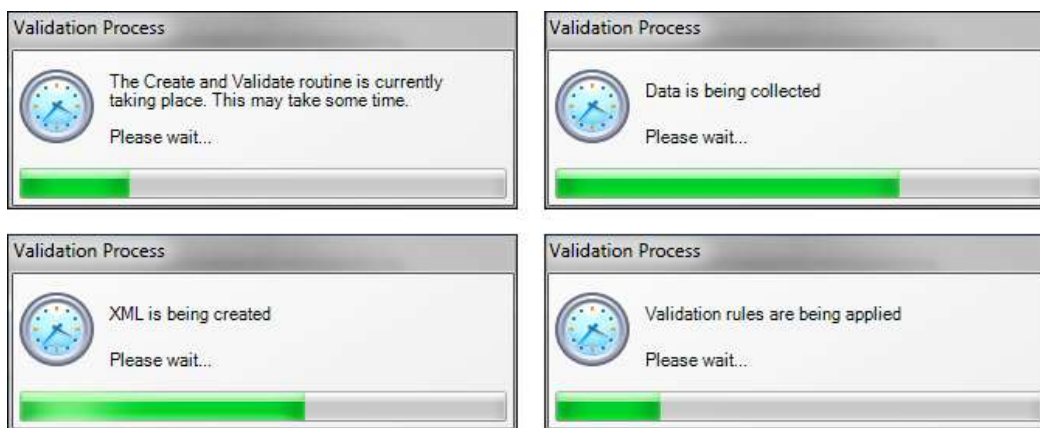 Validation Process
The Create and Validate routine is currently
taking place. This may take some time.
Please wait...
Validation Process
Data is being collected
Please wait...
Validation Process
XML is being created
Please wait...
Validation Process
Validation rules are being applied
Please wait...